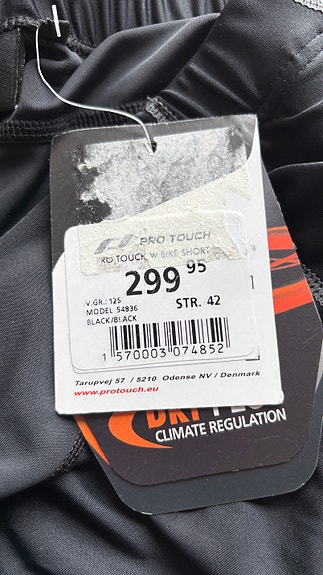 PRO TOUCH
RO TOUCH W BIKE SHORT
299 95
V.GR.: 125
STR. 42
MODEL 54836
BLACK/BLACK
1 570003 074852
Tarupvej 57 / 5210 Odense NV / Denmark
www.protouch.eu
CLIMATE REGULATION